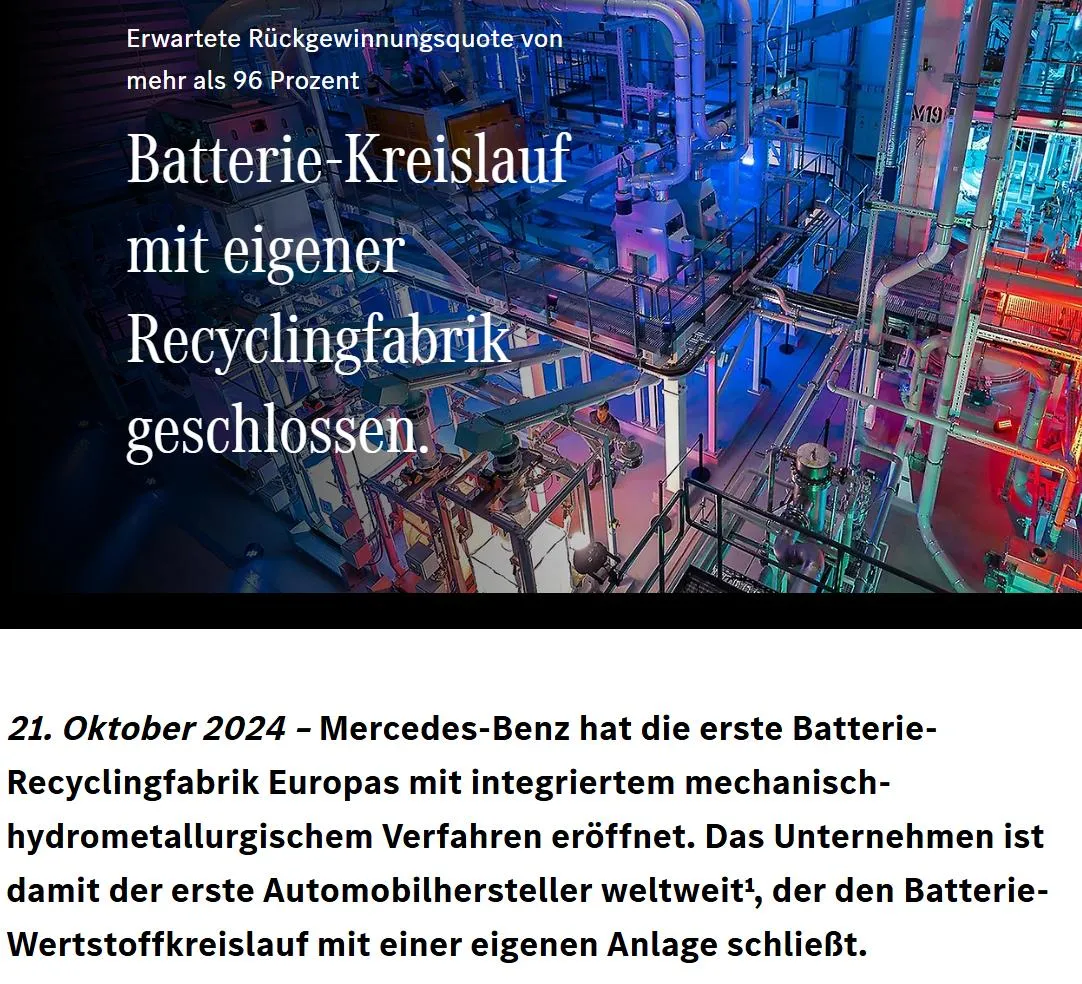 Erwartete Rückgewinnungsquote von
mehr als 96 Prozent
Batterie-Kreislauf
mit eigener
Recyclingfabrik
geschlossen.
M19
21. Oktober 2024 – Mercedes-Benz hat die erste Batterie-
Recyclingfabrik Europas mit integriertem mechanisch-
hydrometallurgischem Verfahren eröffnet. Das Unternehmen ist
damit der erste Automobilhersteller weltweit¹, der den Batterie-
Wertstoffkreislauf mit einer eigenen Anlage schließt.